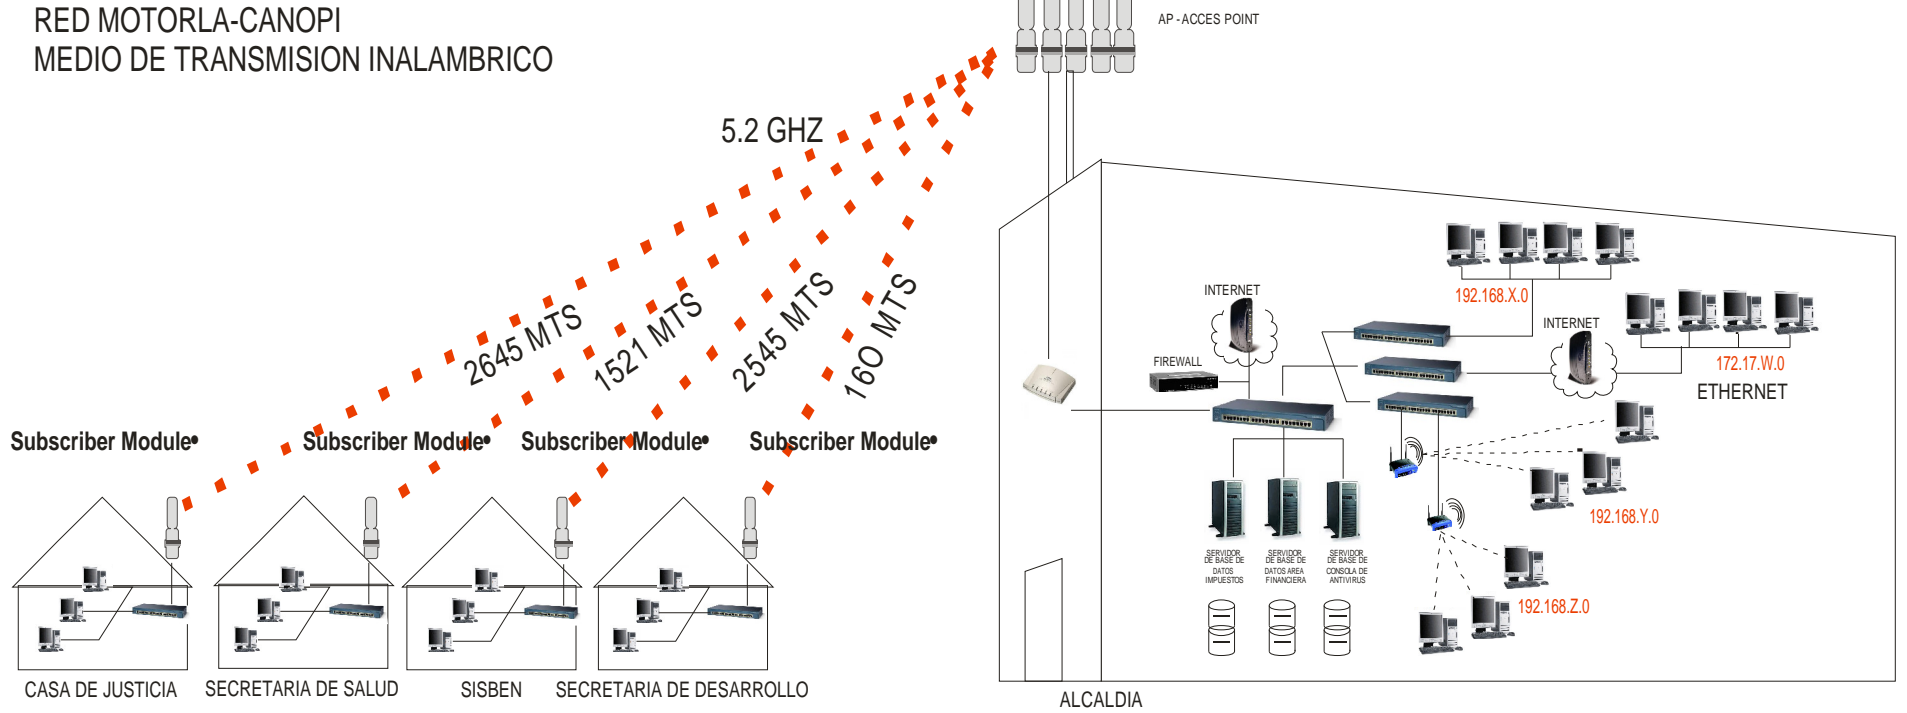 RED MOTORLA-CANOPI
MEDIO DE TRANSMISION INALAMBRICO
AP - ACCES POINT
5.2 GHZ
2645 MTS
1521 MTS
2545 MTS
16O MTS
Subscriber Module•
Subscriber Module•
Subscriber Module•
Subscriber Module•
CASA DE JUSTICIA
SECRETARIA DE SALUD
SISBEN
SECRETARIA DE DESARROLLO
INTERNET
FIREWALL
192.168.X.0
INTERNET
172.17.W.0
ETHERNET
192.168.Y.0
192.168.Z.0
SERVIDOR
DE BASE DE
DATOS
IMPUESTOS
SERVIDOR
DE BASE DE
DATOS AREA
FINANCIERA
SERVIDOR
DE BASE DE
CONSOLA DE
ANTIVIRUS
ALCALDIA